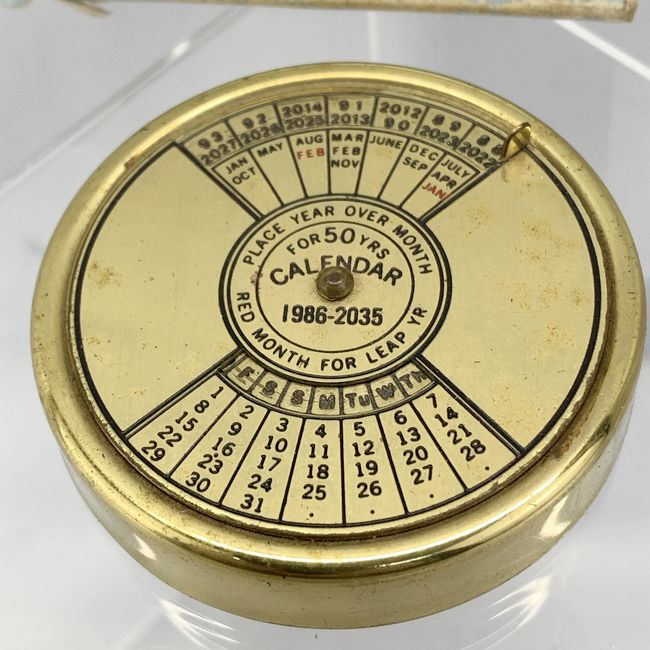 93 92 2014 91 2012 89 88
2027 2026 2025 2013 90 2023 2022
JAN MAY AUG MAR JUNE DEC JULY
OCT FEB FEB SEP APR
NOV JAN
PLACE YEAR OVER MONTH
FOR 50 YRS
CALENDAR
1986-2035
RED MONTH FOR LEAP YR
F S S M Tu W Th
1 2 3 4 5 6 7
8 9 10 11 12 13 14
15 16 17 18 19 20 21
22 23 24 25 26 27 28
29 30 31